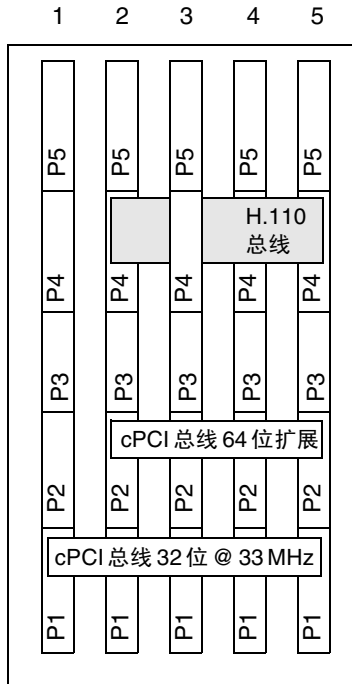 1 2 3 4 5
P5 P5 P5 P5 P5
H.110
总线
P4 P4 P4 P4 P4
P3 P3 P3 P3 P3
cPCI 总线 64 位扩展
P2 P2 P2 P2 P2
cPCI 总线 32 位 @ 33 MHz
P1 P1 P1 P1 P1